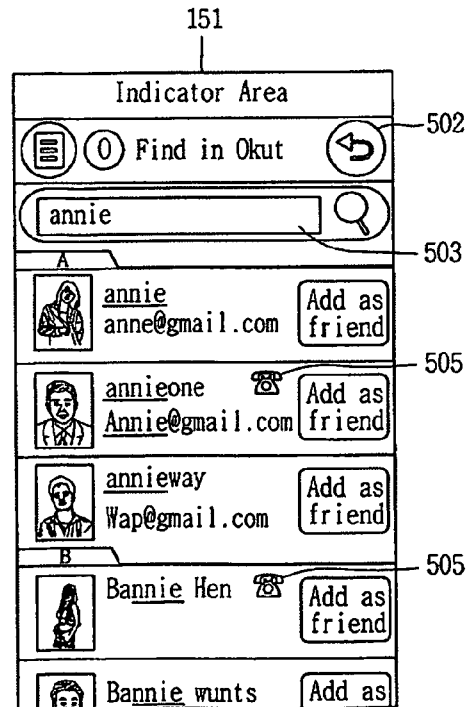 151
Indicator Area
O Find in Okut
502
annie
503
A
annie
anne@gmail.com
Add as
friend
505
annieone
Annie@gmail.com
Add as
friend
annieway
Wap@gmail.com
Add as
friend
B
505
Bannie Hen
Add as
friend
Bannie wunts
Add as